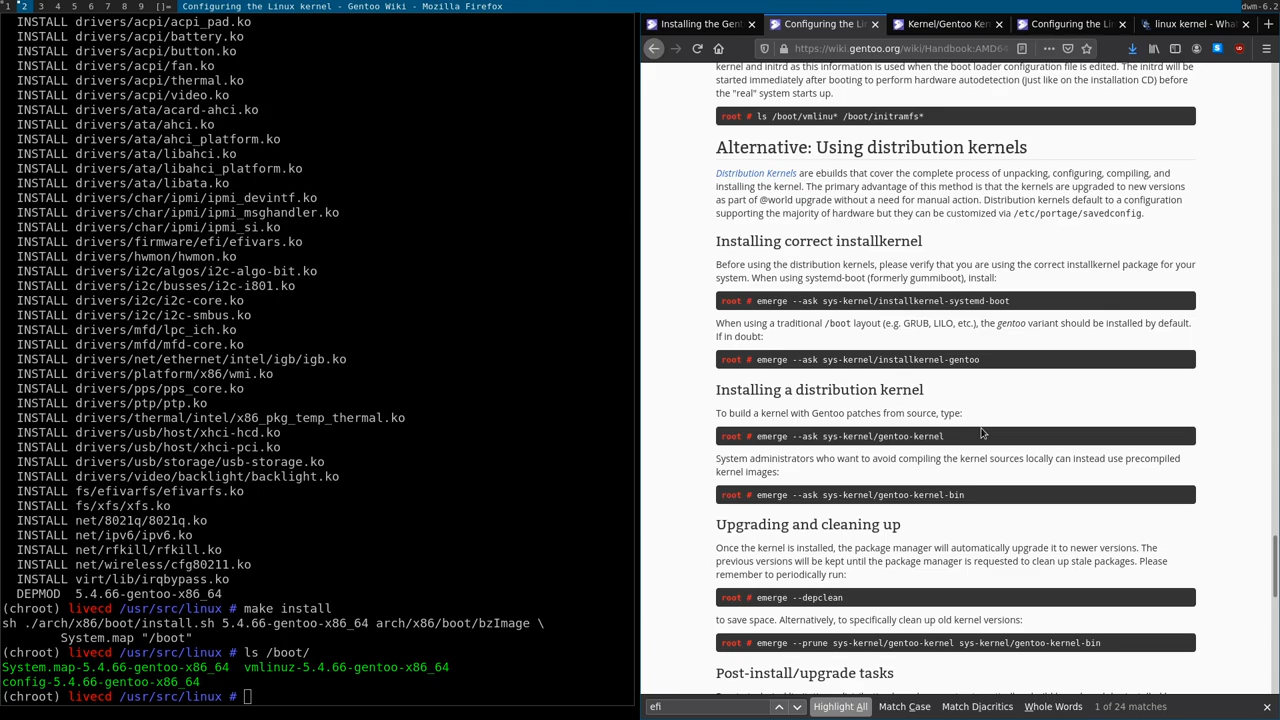 1 2 3 4 5 6 7 8 9 []= Configuring the Linux kernel - Gentoo Wiki - Mozilla Firefox dwm-6.2
INSTALL drivers/acpi/acpi_pad.ko
INSTALL drivers/acpi/battery.ko
INSTALL drivers/acpi/button.ko
INSTALL drivers/acpi/fan.ko
INSTALL drivers/acpi/thermal.ko
INSTALL drivers/acpi/video.ko
INSTALL drivers/ata/acard-ahci.ko
INSTALL drivers/ata/ahci.ko
INSTALL drivers/ata/ahci_platform.ko
INSTALL drivers/ata/libahci.ko
INSTALL drivers/ata/libahci_platform.ko
INSTALL drivers/ata/libata.ko
INSTALL drivers/char/ipmi/ipmi_devintf.ko
INSTALL drivers/char/ipmi/ipmi_msghandler.ko
INSTALL drivers/char/ipmi/ipmi_si.ko
INSTALL drivers/firmware/efi/efivars.ko
INSTALL drivers/hwmon/hwmon.ko
INSTALL drivers/i2c/algos/i2c-algo-bit.ko
INSTALL drivers/i2c/busses/i2c-i801.ko
INSTALL drivers/i2c/i2c-core.ko
INSTALL drivers/i2c/i2c-smbus.ko
INSTALL drivers/mfd/lpc_ich.ko
INSTALL drivers/mfd/mfd-core.ko
INSTALL drivers/net/ethernet/intel/igb/igb.ko
INSTALL drivers/platform/x86/wmi.ko
INSTALL drivers/pps/pps_core.ko
INSTALL drivers/ptp/ptp.ko
INSTALL drivers/thermal/intel/x86_pkg_temp_thermal.ko
INSTALL drivers/usb/host/xhci-hcd.ko
INSTALL drivers/usb/host/xhci-pci.ko
INSTALL drivers/usb/storage/usb-storage.ko
INSTALL drivers/video/backlight/backlight.ko
INSTALL fs/efivarfs/efivarfs.ko
INSTALL fs/xfs/xfs.ko
INSTALL net/8021q/8021q.ko
INSTALL net/ipv6/ipv6.ko
INSTALL net/rfkill/rfkill.ko
INSTALL net/wireless/cfg80211.ko
INSTALL virt/lib/irqbypass.ko
DEPMOD 5.4.66-gentoo-x86_64
(chroot) livecd /usr/src/linux # make install
sh ./arch/x86/boot/install.sh 5.4.66-gentoo-x86_64 arch/x86/boot/bzImage \
System.map "/boot"
(chroot) livecd /usr/src/linux # ls /boot/
System.map-5.4.66-gentoo-x86_64 vmlinuz-5.4.66-gentoo-x86_64
config-5.4.66-gentoo-x86_64
(chroot) livecd /usr/src/linux #
Installing the Gent Configuring the Li Kernel/Gentoo Ker Configuring the Lin linux kernel - Wha
https://wiki.gentoo.org/wiki/Handbook:AMD64
kernel and initrd as this information is used when the boot loader configuration file is edited. The initrd will be
started immediately after booting to perform hardware autodetection (just like on the installation CD) before
the "real" system starts up.
root # ls /boot/vmlinu* /boot/initramfs*
Alternative: Using distribution kernels
Distribution Kernels are ebuilds that cover the complete process of unpacking, configuring, compiling, and
installing the kernel. The primary advantage of this method is that the kernels are upgraded to new versions
as part of @world upgrade without a need for manual action. Distribution kernels default to a configuration
supporting the majority of hardware but they can be customized via /etc/portage/savedconfig.
Installing correct installkernel
Before using the distribution kernels, please verify that you are using the correct installkernel package for your
system. When using systemd-boot (formerly gummiboot), install:
root # emerge --ask sys-kernel/installkernel-systemd-boot
When using a traditional /boot layout (e.g. GRUB, LILO, etc.), the gentoo variant should be installed by default.
If in doubt:
root # emerge --ask sys-kernel/installkernel-gentoo
Installing a distribution kernel
To build a kernel with Gentoo patches from source, type:
root # emerge --ask sys-kernel/gentoo-kernel
System administrators who want to avoid compiling the kernel sources locally can instead use precompiled
kernel images:
root # emerge --ask sys-kernel/gentoo-kernel-bin
Upgrading and cleaning up
Once the kernel is installed, the package manager will automatically upgrade it to newer versions. The
previous versions will be kept until the package manager is requested to clean up stale packages. Please
remember to periodically run:
root # emerge --depclean
to save space. Alternatively, to specifically clean up old kernel versions:
root # emerge --prune sys-kernel/gentoo-kernel sys-kernel/gentoo-kernel-bin
Post-install/upgrade tasks
efi Highlight All Match Case Match Diacritics Whole Words 1 of 24 matches